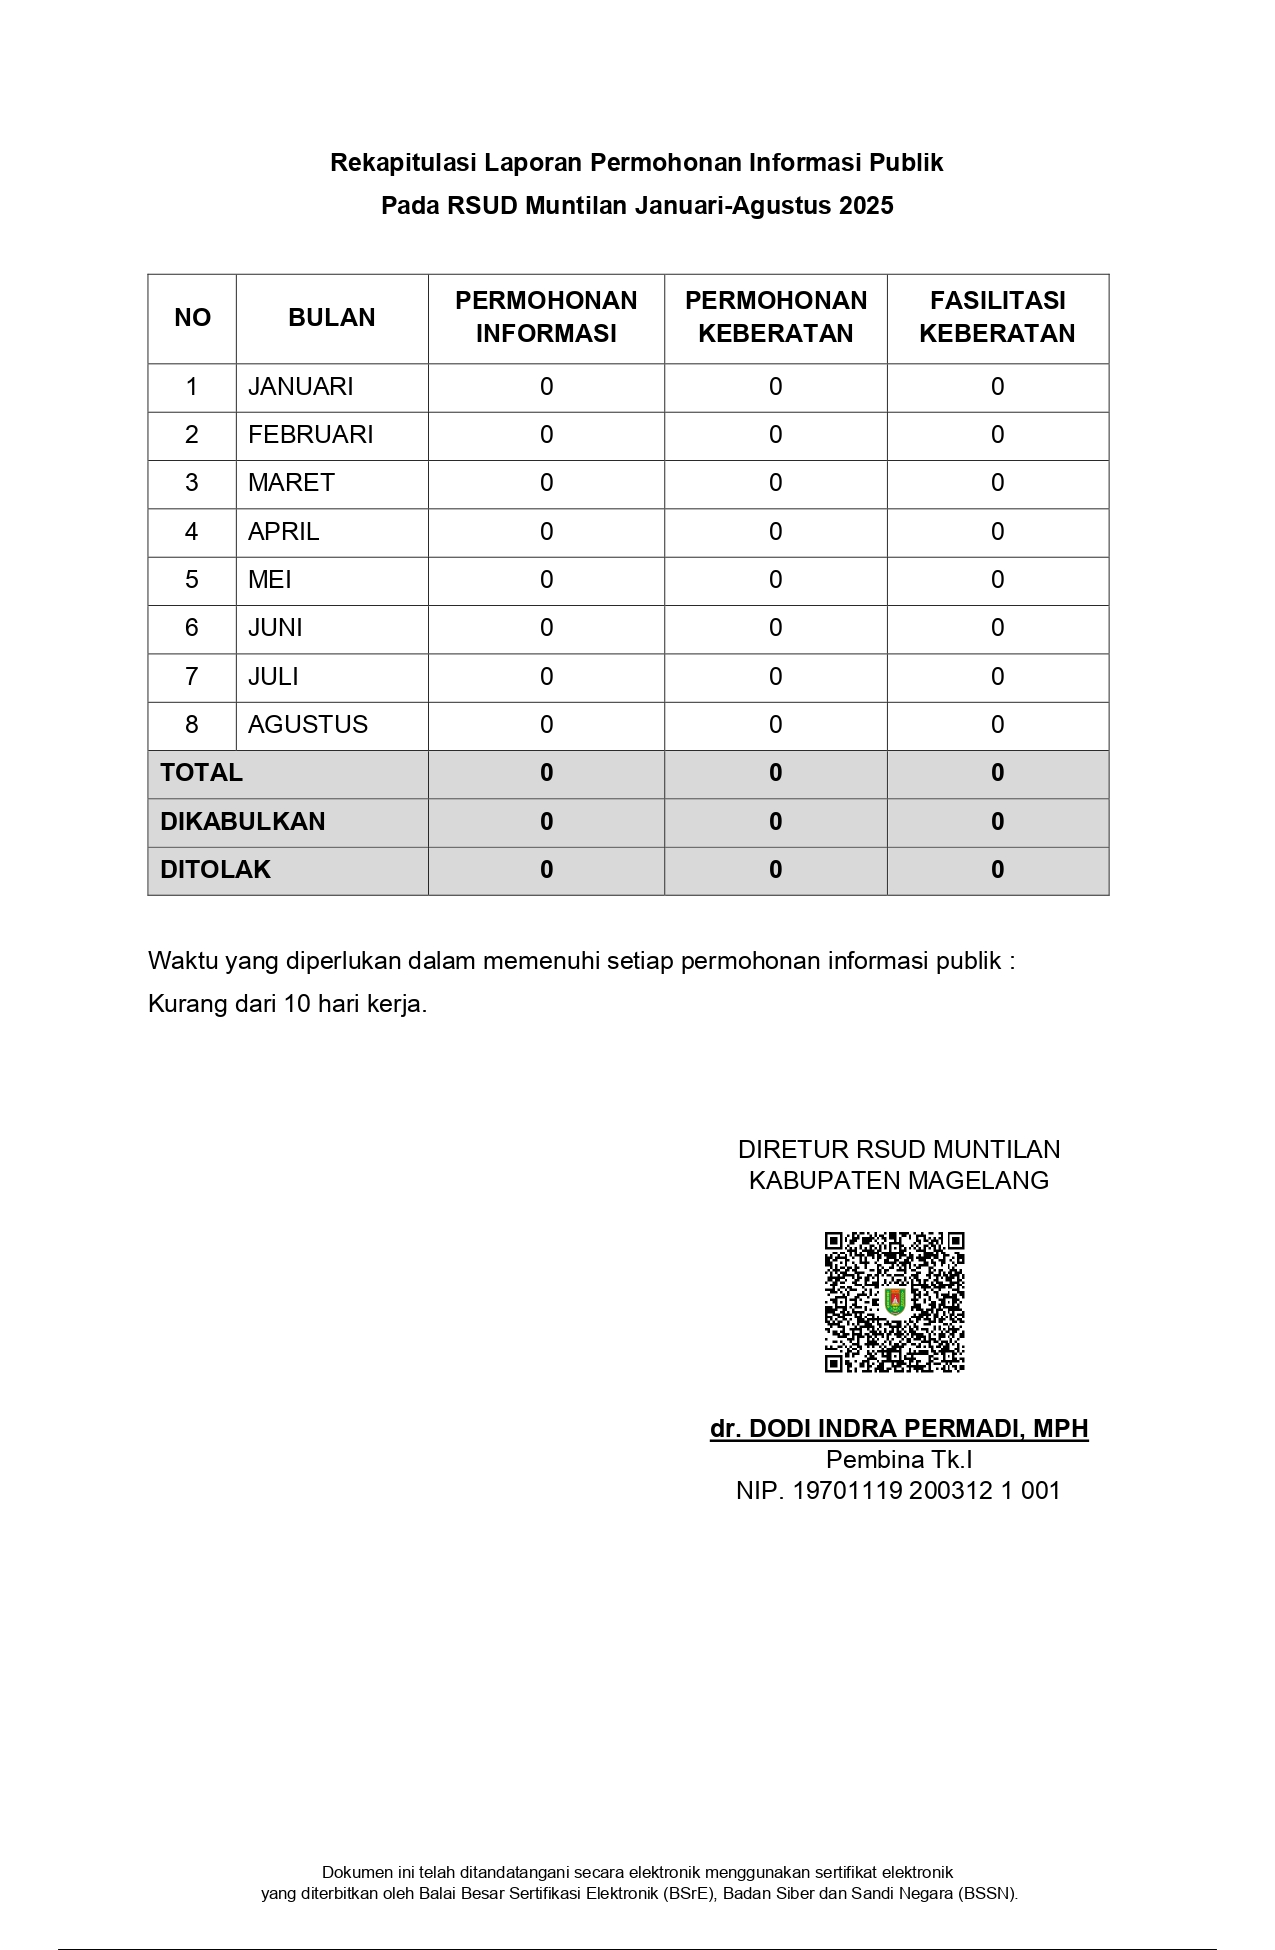 Rekapitulasi Laporan Permohonan Informasi Publik
Pada RSUD Muntilan Januari-Agustus 2025
NO BULAN PERMOHONAN INFORMASI PERMOHONAN KEBERATAN FASILITASI KEBERATAN
1 JANUARI 0 0 0
2 FEBRUARI 0 0 0
3 MARET 0 0 0
4 APRIL 0 0 0
5 MEI 0 0 0
6 JUNI 0 0 0
7 JULI 0 0 0
8 AGUSTUS 0 0 0
TOTAL 0 0 0
DIKABULKAN 0 0 0
DITOLAK 0 0 0
Waktu yang diperlukan dalam memenuhi setiap permohonan informasi publik :
Kurang dari 10 hari kerja.
DIRETUR RSUD MUNTILAN
KABUPATEN MAGELANG
dr. DODI INDRA PERMADI, MPH
Pembina Tk.I
NIP. 19701119 200312 1 001
Dokumen ini telah ditandatangani secara elektronik menggunakan sertifikat elektronik
yang diterbitkan oleh Balai Besar Sertifikasi Elektronik (BSrE), Badan Siber dan Sandi Negara (BSSN).